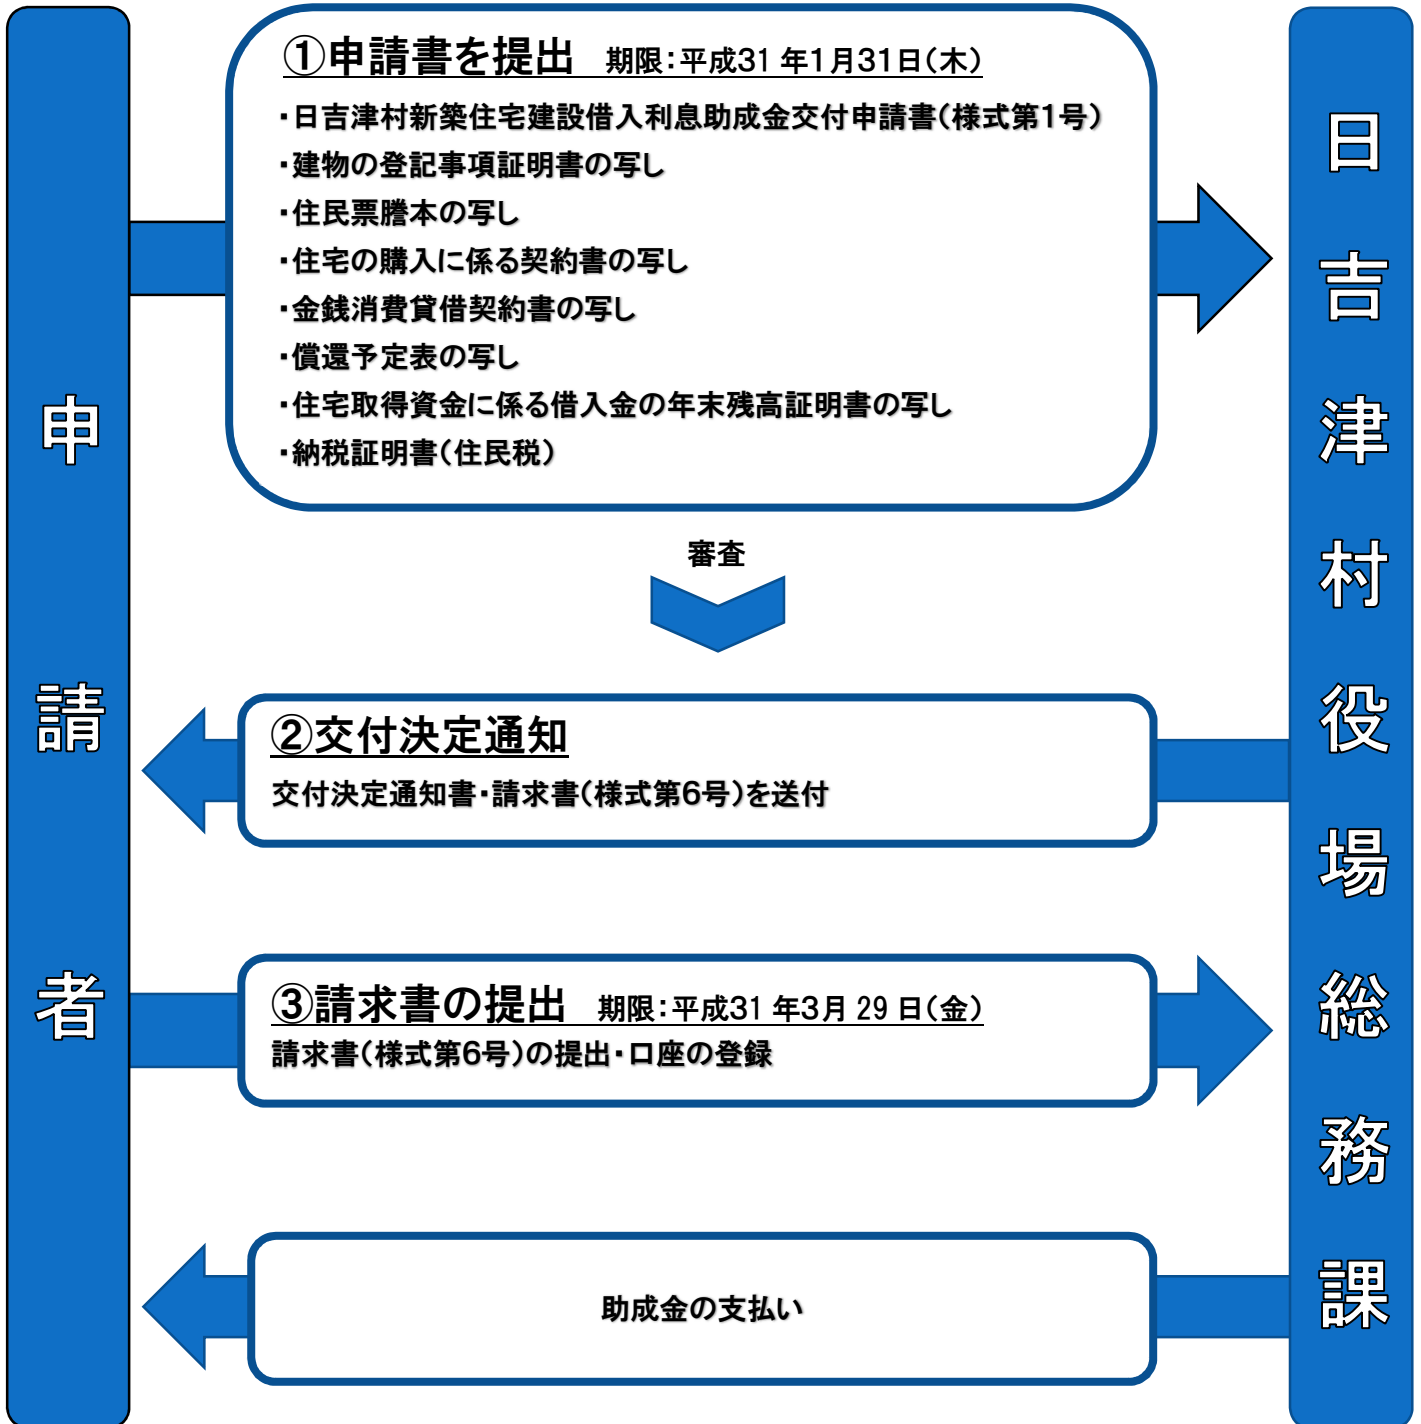 ①申請書を提出　期限：平成31 年1月31日（木）
・日吉津村新築住宅建設借入利息助成金交付申請書（様式第1号）
・建物の登記事項証明書の写し
・住民票謄本の写し
・住宅の購入に係る契約書の写し
・金銭消費貸借契約書の写し
・償還予定表の写し
・住宅取得資金に係る借入金の年末残高証明書の写し
・納税証明書（住民税）
審査
②交付決定通知
交付決定通知書・請求書（様式第6号）を送付
③請求書の提出　期限：平成31 年3月 29 日（金）
請求書（様式第6号）の提出・口座の登録
助成金の支払い
申請者
日吉津村役場総務課